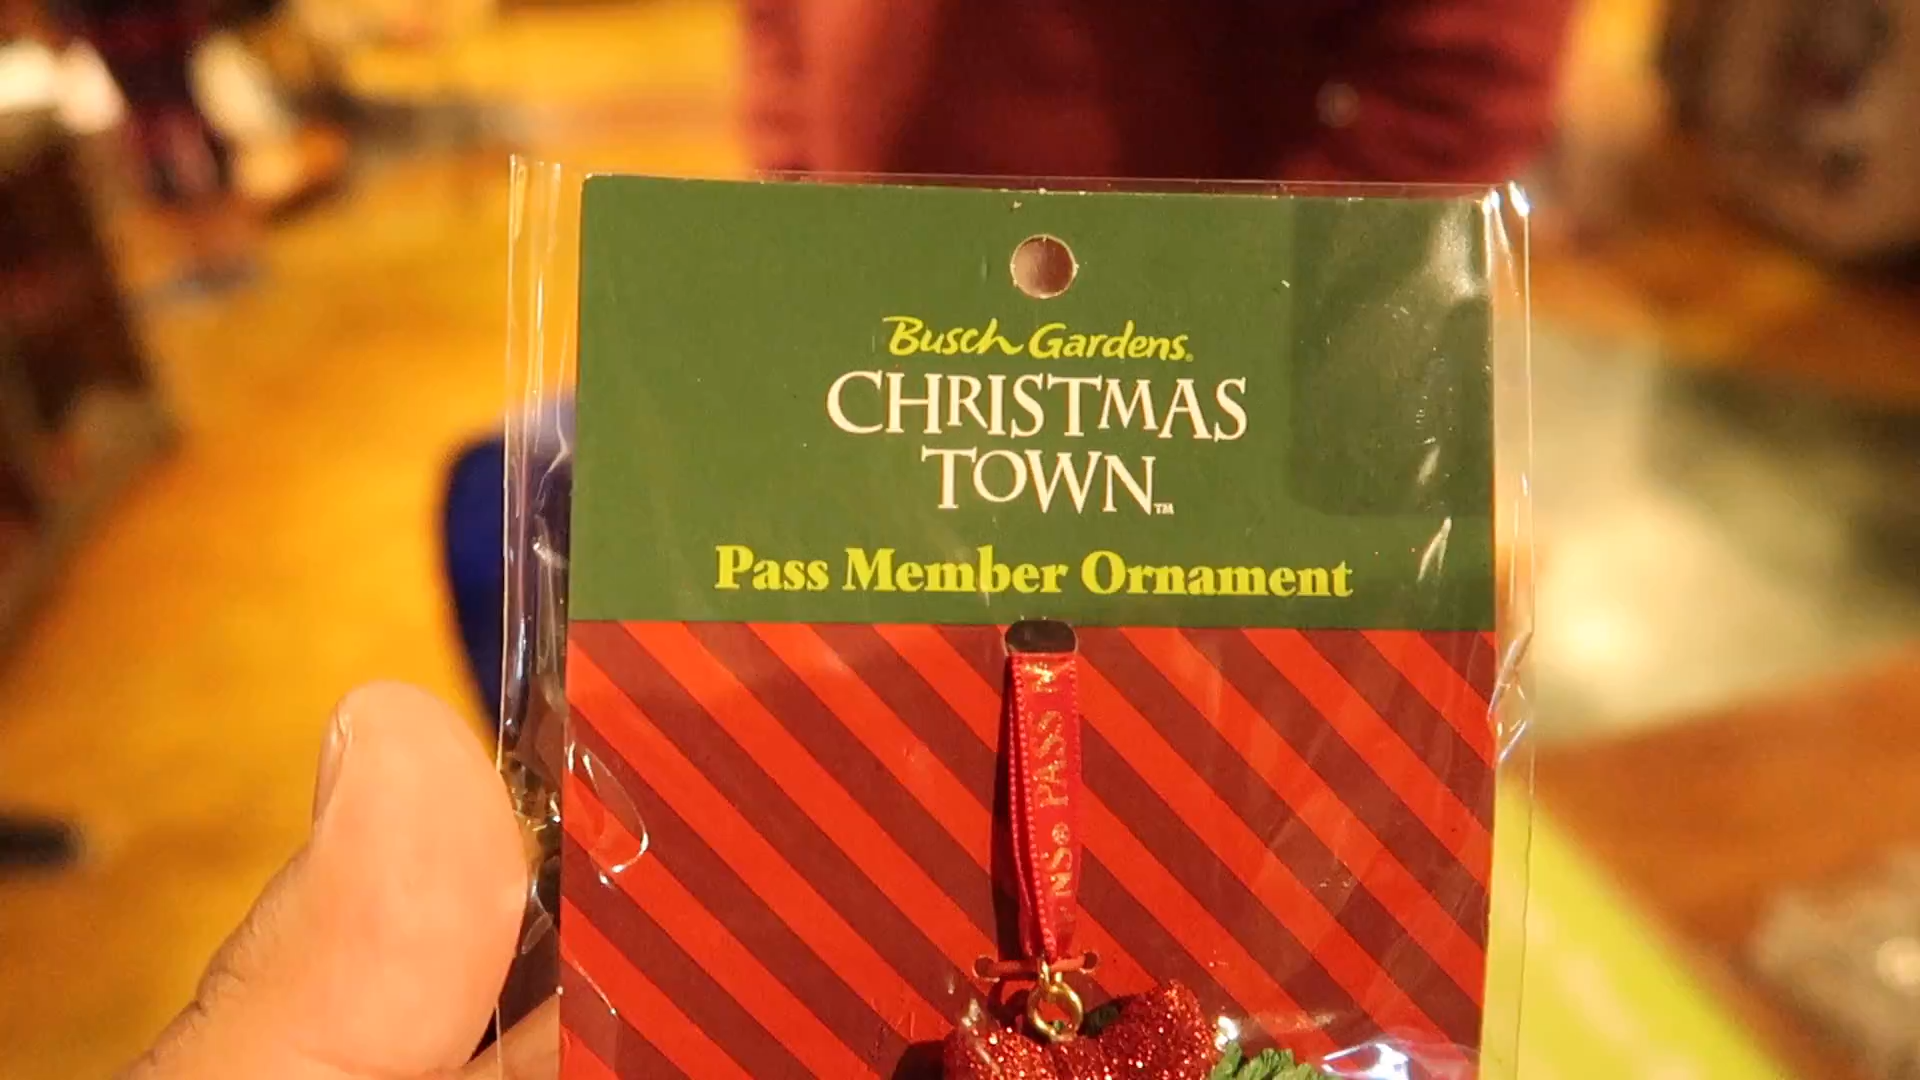 Busch Gardens®
CHRISTMAS
TOWN™
Pass Member Ornament
PASS